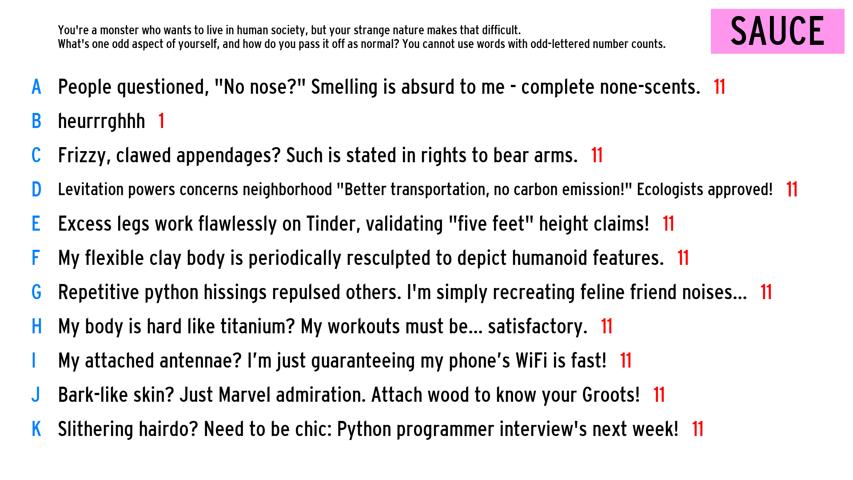 You're a monster who wants to live in human society, but your strange nature makes that difficult.
What's one odd aspect of yourself, and how do you pass it off as normal? You cannot use words with odd-lettered number counts.
SAUCE
A People questioned, "No nose?" Smelling is absurd to me - complete none-scents. 11
B heurrrghhh 1
C Frizzy, clawed appendages? Such is stated in rights to bear arms. 11
D Levitation powers concerns neighborhood "Better transportation, no carbon emission!" Ecologists approved! 11
E Excess legs work flawlessly on Tinder, validating "five feet" height claims! 11
F My flexible clay body is periodically resculpted to depict humanoid features. 11
G Repetitive python hissings repulsed others. I'm simply recreating feline friend noises... 11
H My body is hard like titanium? My workouts must be... satisfactory. 11
I My attached antennae? I'm just guaranteeing my phone's WiFi is fast! 11
J Bark-like skin? Just Marvel admiration. Attach wood to know your Groots! 11
K Slithering hairdo? Need to be chic: Python programmer interview's next week! 11